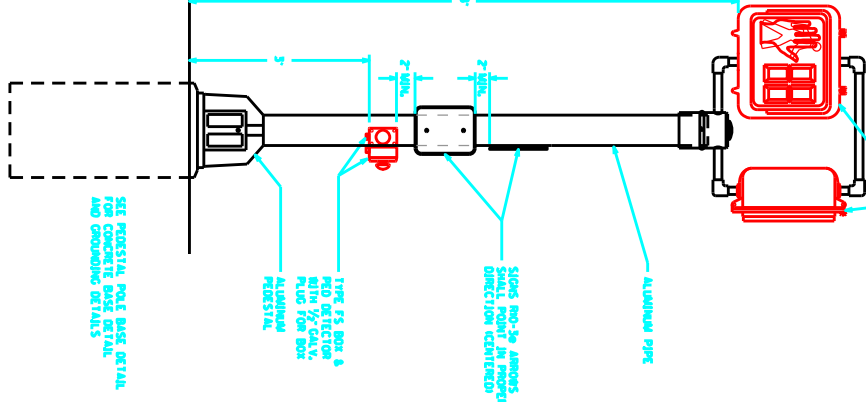 3'
2" MIN.
2" MIN.
ALUMINUM PIPE
SIGNS R10-3e ARROWS
SHALL POINT IN PROPER
DIRECTION (CENTERED)
TYPE FS BOX &
PED DETECTOR
WITH ½" GALV.
PLUG FOR BOX
ALUMINUM
PEDESTAL
SEE PEDESTAL POLE BASE DETAIL
FOR CONCRETE BASE DETAIL
AND GROUNDING DETAILS